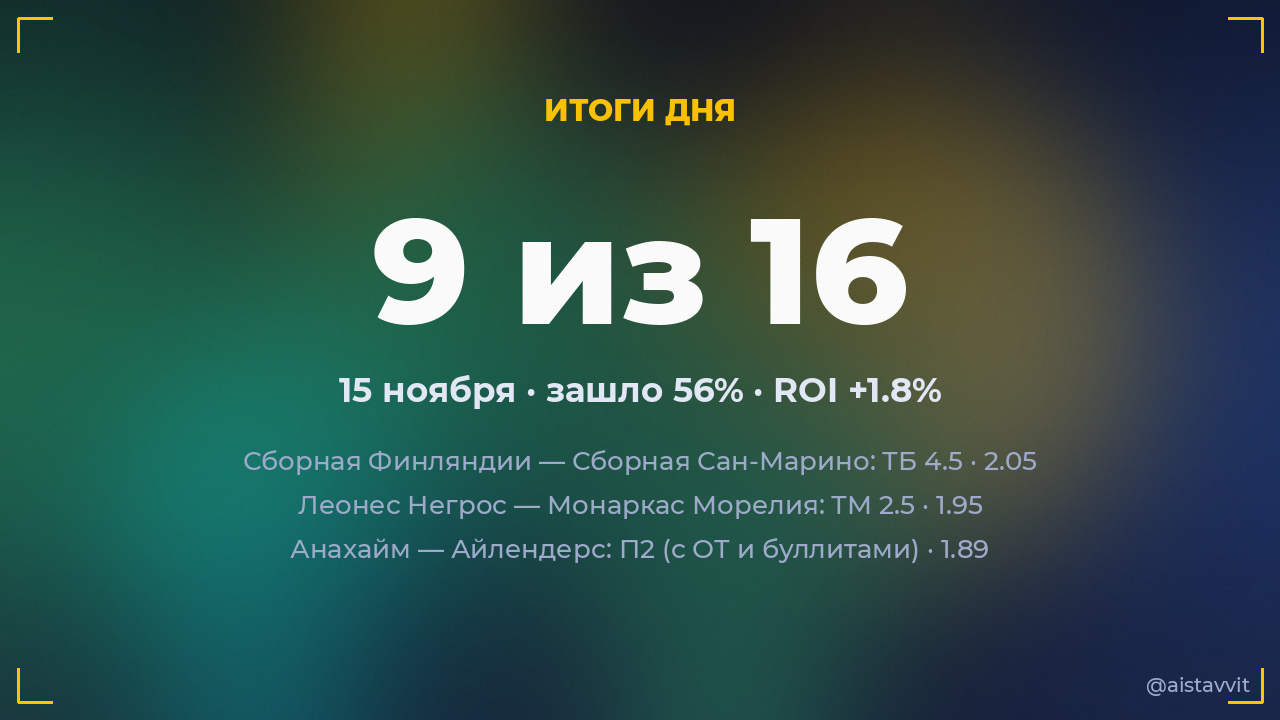 ИТОГИ ДНЯ
9 из 16
15 ноября · зашло 56% · ROI +1.8%
Сборная Финляндии — Сборная Сан-Марино: ТБ 4.5 · 2.05
Леонес Негрос — Монаркас Морелия: ТМ 2.5 · 1.95
Анахайм — Айлендерс: П2 (с ОТ и буллитами) · 1.89
@aistavvit